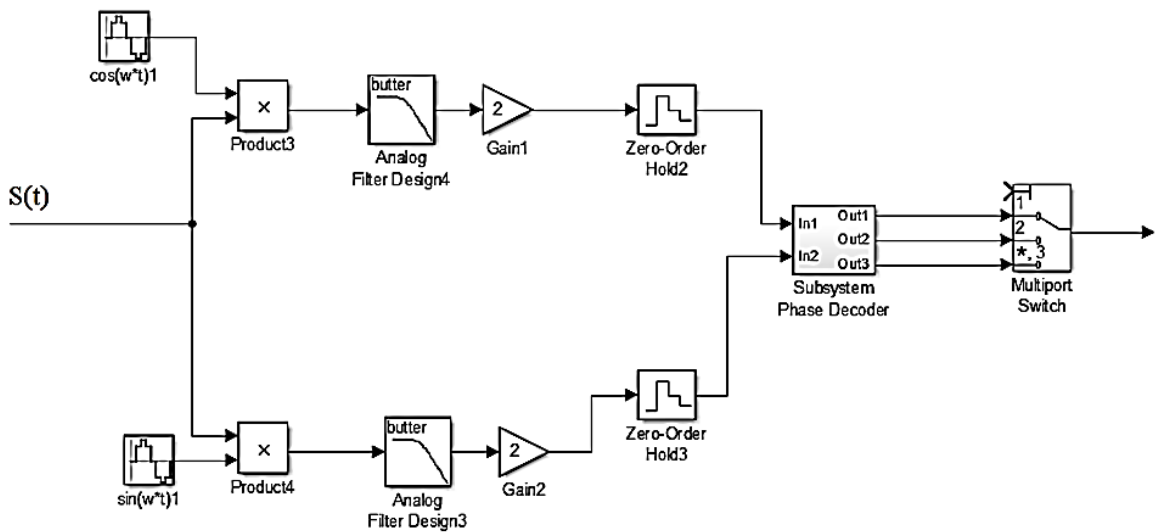 cos(w*t)1
×
Product3
butter
Analog
Filter Design4
2
Gain1
Zero-Order
Hold2
S(t)
In1
In2
Out1
Out2
Out3
Subsystem
Phase Decoder
1
2
*, 3
Multiport
Switch
sin(w*t)1
×
Product4
butter
Analog
Filter Design3
2
Gain2
Zero-Order
Hold3